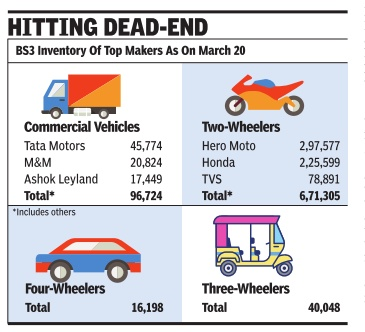 HITTING DEAD-END
BS3 Inventory Of Top Makers As On March 20
Commercial Vehicles
Tata Motors 45,774
M&M 20,824
Ashok Leyland 17,449
Total* 96,724
Two-Wheelers
Hero Moto 2,97,577
Honda 2,25,599
TVS 78,891
Total* 6,71,305
*Includes others
Four-Wheelers
Total 16,198
Three-Wheelers
Total 40,048